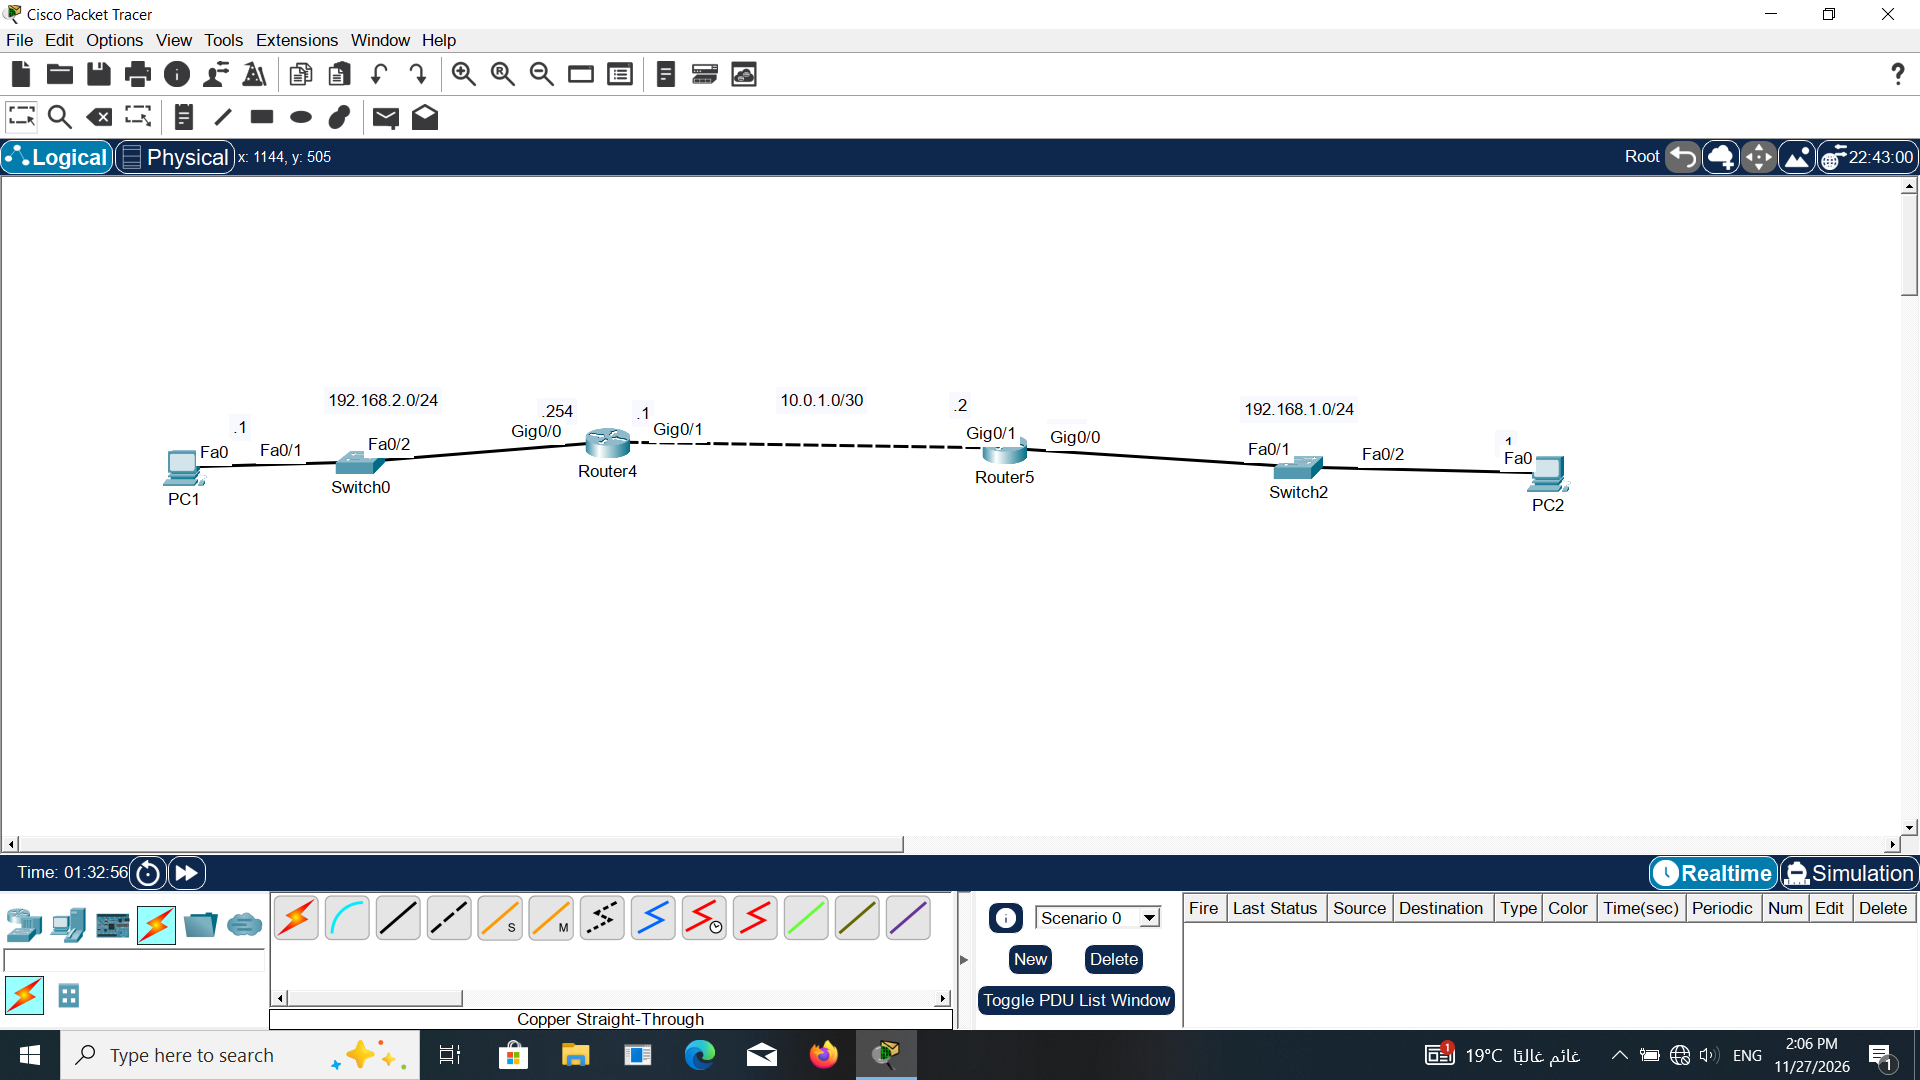 Cisco Packet Tracer
File Edit Options View Tools Extensions Window Help
?
Logical Physical x: 1144, y: 505 Root 22:43:00
192.168.2.0/24 10.0.1.0/30 .2 192.168.1.0/24
.1 .254 .1
Gig0/0 Gig0/1 Gig0/1 Gig0/0
Fa0 Fa0/1 Fa0/2 Fa0/1 Fa0/2 1 Fa0
PC1 Switch0 Router4 Router5 Switch2 PC2
Time: 01:32:56 Realtime Simulation
S M
Scenario 0
New Delete
Toggle PDU List Window
Fire Last Status Source Destination Type Color Time(sec) Periodic Num Edit Delete
Copper Straight-Through
Type here to search
1 19°C غائم غالبًا ENG 2:06 PM
11/27/2026 1